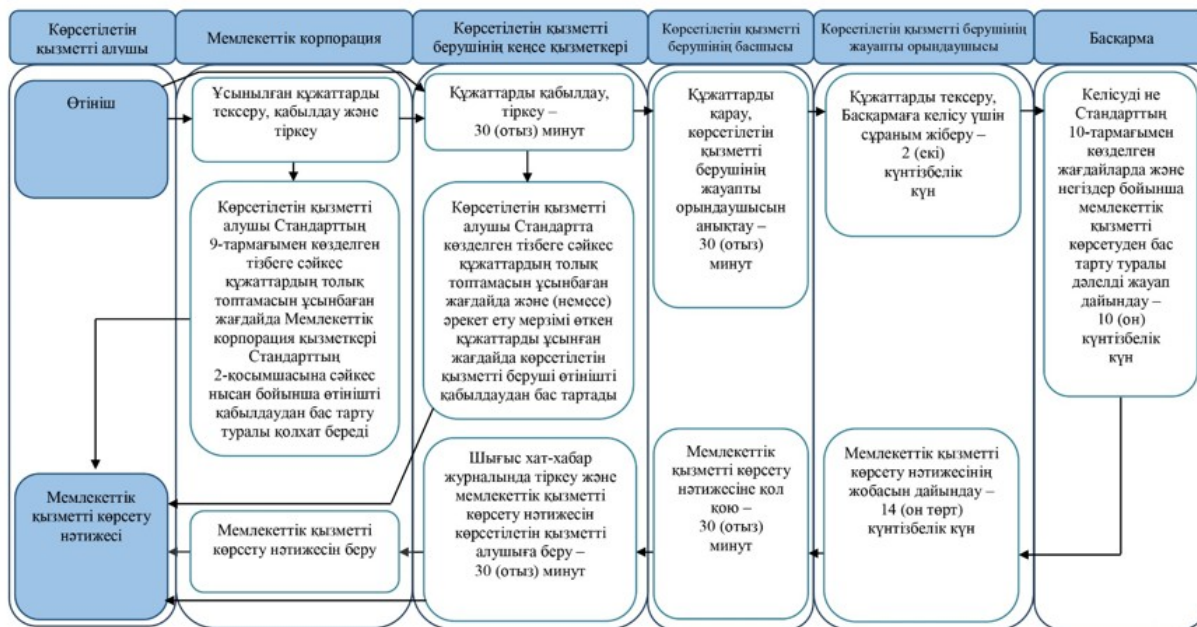 Көрсетілетін
қызметті алушы
Мемлекеттік корпорация
Көрсетілетін қызметті
берушінің кеңсе қызметкері
Көрсетілетін қызметті
берушінің басшысы
Көрсетілетін қызметті берушінің
жауапты орындаушысы
Басқарма
Өтініш
Ұсынылған құжаттарды
тексеру, қабылдау және
тіркеу
Құжаттарды қабылдау,
тіркеу –
30 (отыз) минут
Құжаттарды
қарау,
көрсетілетін
қызметті
берушінің
жауапты
орындаушысын
анықтау –
30 (отыз)
минут
Құжаттарды тексеру,
Басқармаға келісу үшін
сұраным жіберу –
2 (екі)
күнтізбелік
күн
Келісуді не
Стандарттың
10-тармағымен
көзделген
жағдайларда және
негіздер бойынша
мемлекеттік
қызметті
көрсетуден бас
тарту туралы
дәлелді жауап
дайындау –
10 (он)
күнтізбелік
күн
Көрсетілетін қызметті
алушы Стандарттың
9-тармағымен көзделген
тізбеге сәйкес
құжаттардың толық
топтамасын ұсынбаған
жағдайда Мемлекеттік
корпорация қызметкері
Стандарттың
2-қосымшасына сәйкес
нысан бойынша өтінішті
қабылдаудан бас тарту
туралы қолхат береді
Көрсетілетін қызметті
алушы Стандартта
көзделген тізбеге сәйкес
құжаттардың толық
топтамасын ұсынбаған
жағдайда және (немесе)
әрекет ету мерзімі өткен
құжаттарды ұсынған
жағдайда көрсетілетін
қызметті беруші өтінішті
қабылдаудан бас тартады
Мемлекеттік
қызметті көрсету
нәтижесі
Мемлекеттік қызметті
көрсету нәтижесін беру
Шығыс хат-хабар
журналында тіркеу және
мемлекеттік қызметті
көрсету нәтижесін
көрсетілетін қызметті
алушыға беру –
30 (отыз) минут
Мемлекеттік
қызметті көрсету
нәтижесіне қол
қою –
30 (отыз)
минут
Мемлекеттік қызметті
көрсету нәтижесінің
жобасын дайындау –
14 (он төрт)
күнтізбелік күн